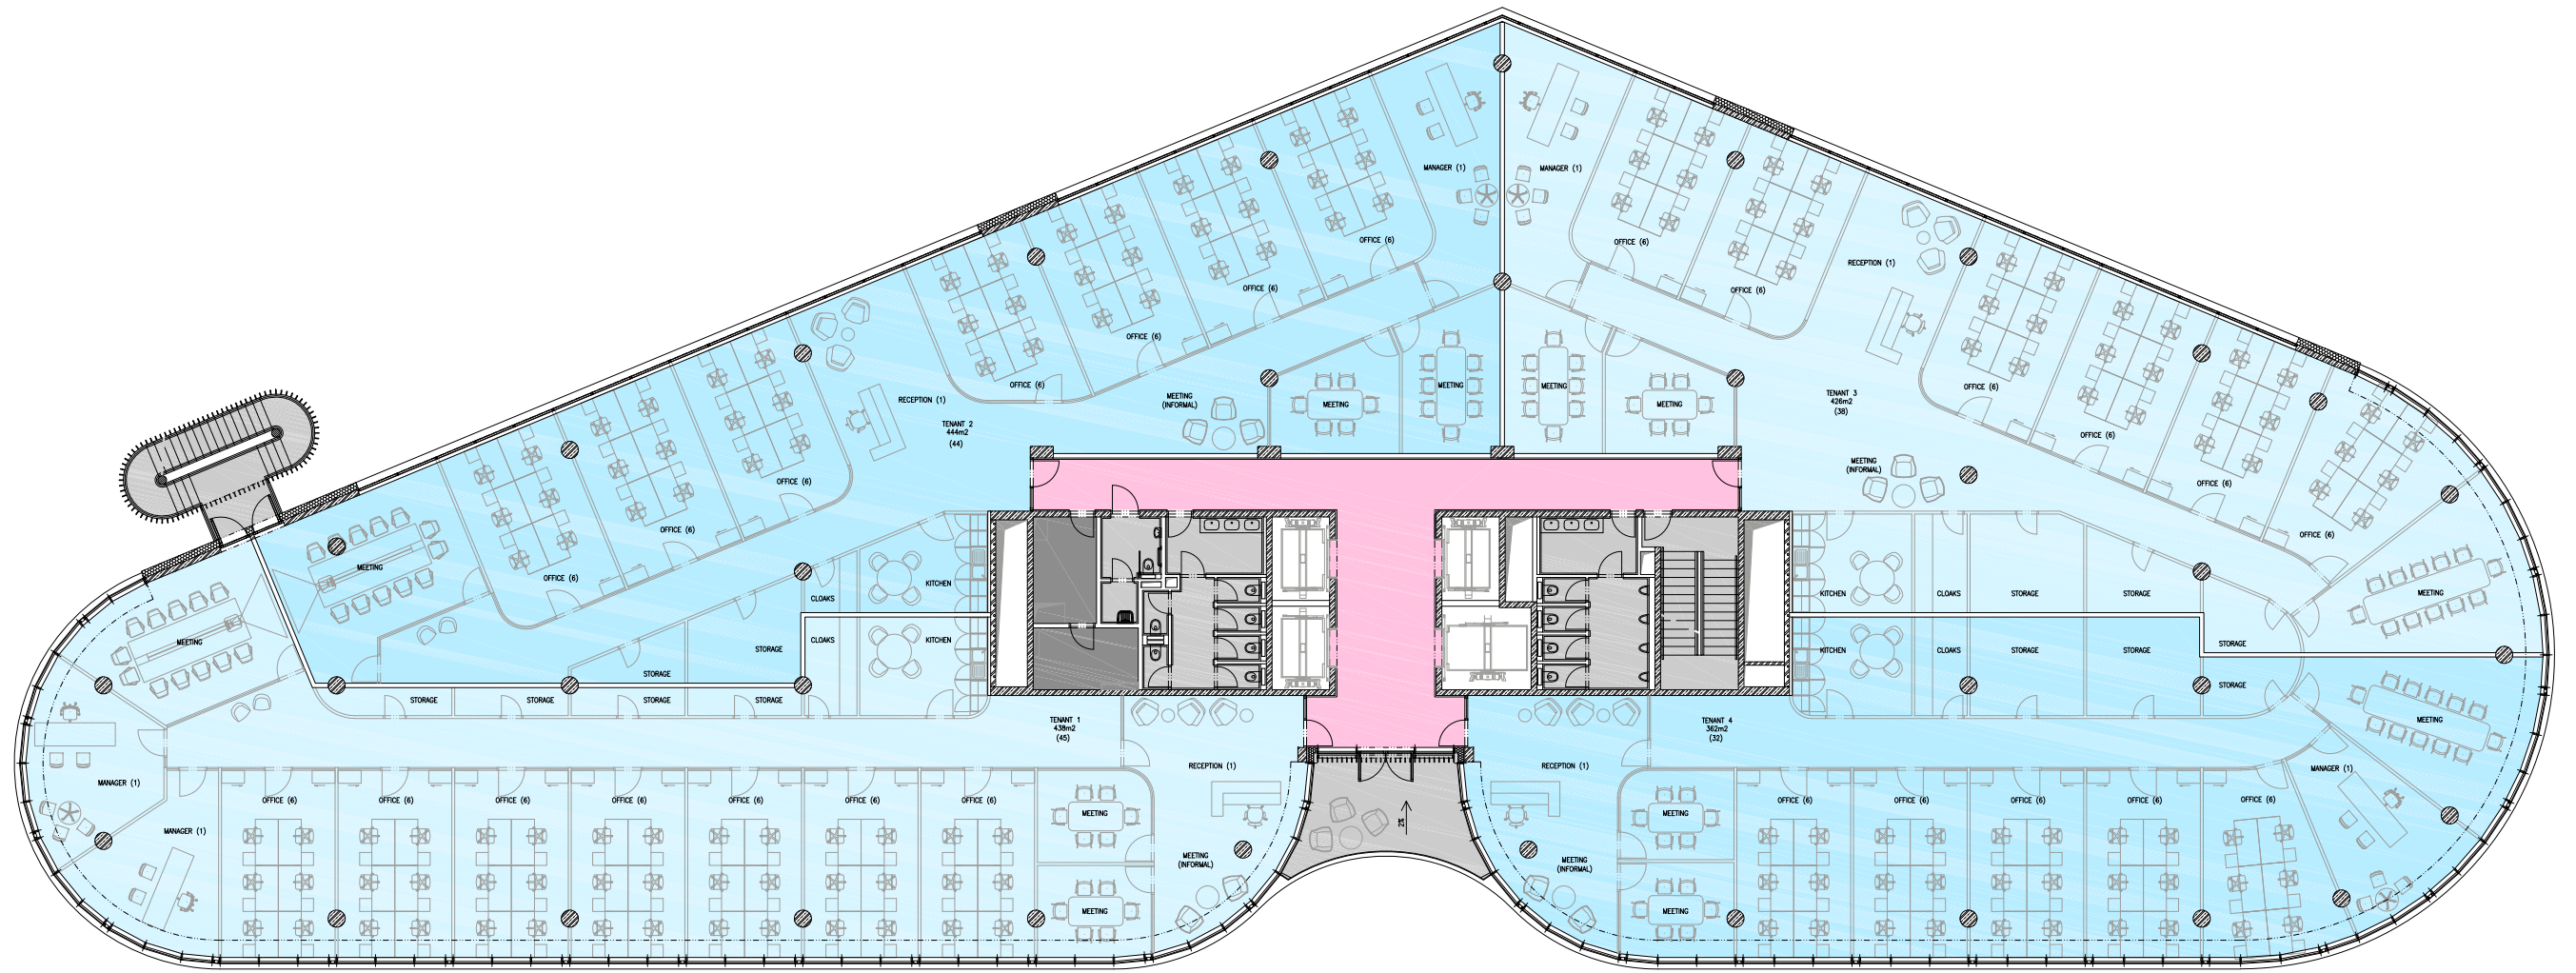 MANAGER (1)
MANAGER (1)
OFFICE (6)
OFFICE (6)
OFFICE (6)
OFFICE (6)
RECEPTION (1)
OFFICE (6)
OFFICE (6)
OFFICE (6)
MEETING
MEETING
MEETING
MEETING
OFFICE (6)
RECEPTION (1)
MEETING
(INFORMAL)
TENANT 3
426m2
(38)
TENANT 2
444m2
(44)
OFFICE (6)
OFFICE (6)
MEETING
(INFORMAL)
OFFICE (6)
OFFICE (6)
OFFICE (6)
OFFICE (6)
MEETING
KITCHEN
CLOAKS
KITCHEN
CLOAKS
STORAGE
STORAGE
MEETING
MEETING
CLOAKS
KITCHEN
STORAGE
STORAGE
KITCHEN
CLOAKS
STORAGE
STORAGE
STORAGE
STORAGE
STORAGE
STORAGE
STORAGE
STORAGE
MEETING
TENANT 1
438m2
(45)
TENANT 4
362m2
(32)
RECEPTION (1)
RECEPTION (1)
MANAGER (1)
MANAGER (1)
OFFICE (6)
OFFICE (6)
OFFICE (6)
OFFICE (6)
OFFICE (6)
OFFICE (6)
OFFICE (6)
OFFICE (6)
OFFICE (6)
OFFICE (6)
OFFICE (6)
OFFICE (6)
MEETING
MEETING
2%
MANAGER (1)
MEETING
(INFORMAL)
MEETING
(INFORMAL)
MEETING
MEETING